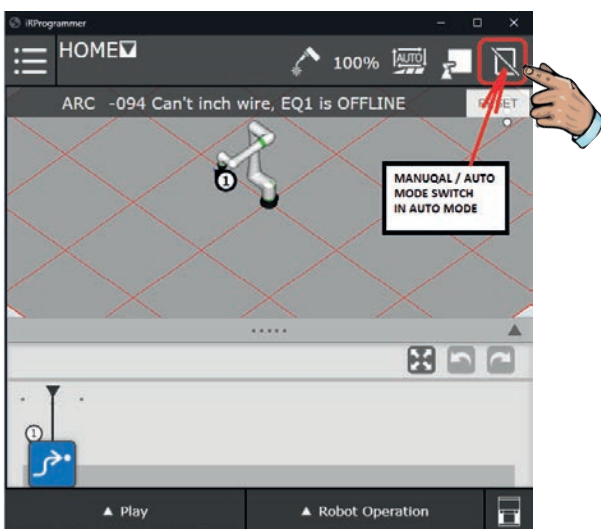 iRProgrammer
HOME
100%
AUTO
ARC -094 Can't inch wire, EQ1 is OFFLINE
RESET
1
MANUQAL / AUTO
MODE SWITCH
IN AUTO MODE
1
▲ Play
▲ Robot Operation